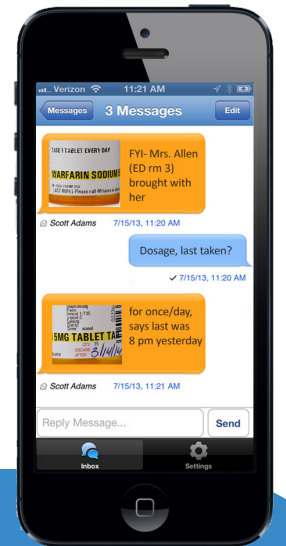 Verizon 11:21 AM
Messages 3 Messages Edit
TAKE 1 TABLET EVERY DAY
WARFARIN SODIUM
FYI- Mrs. Allen
(ED rm 3)
brought with
her
Scott Adams 7/15/13, 11:20 AM
Dosage, last taken?
7/15/13, 11:20 AM
5MG TABLET TA
for once/day,
says last was
8 pm yesterday
Scott Adams 7/15/13, 11:21 AM
Reply Message... Send
Inbox Settings